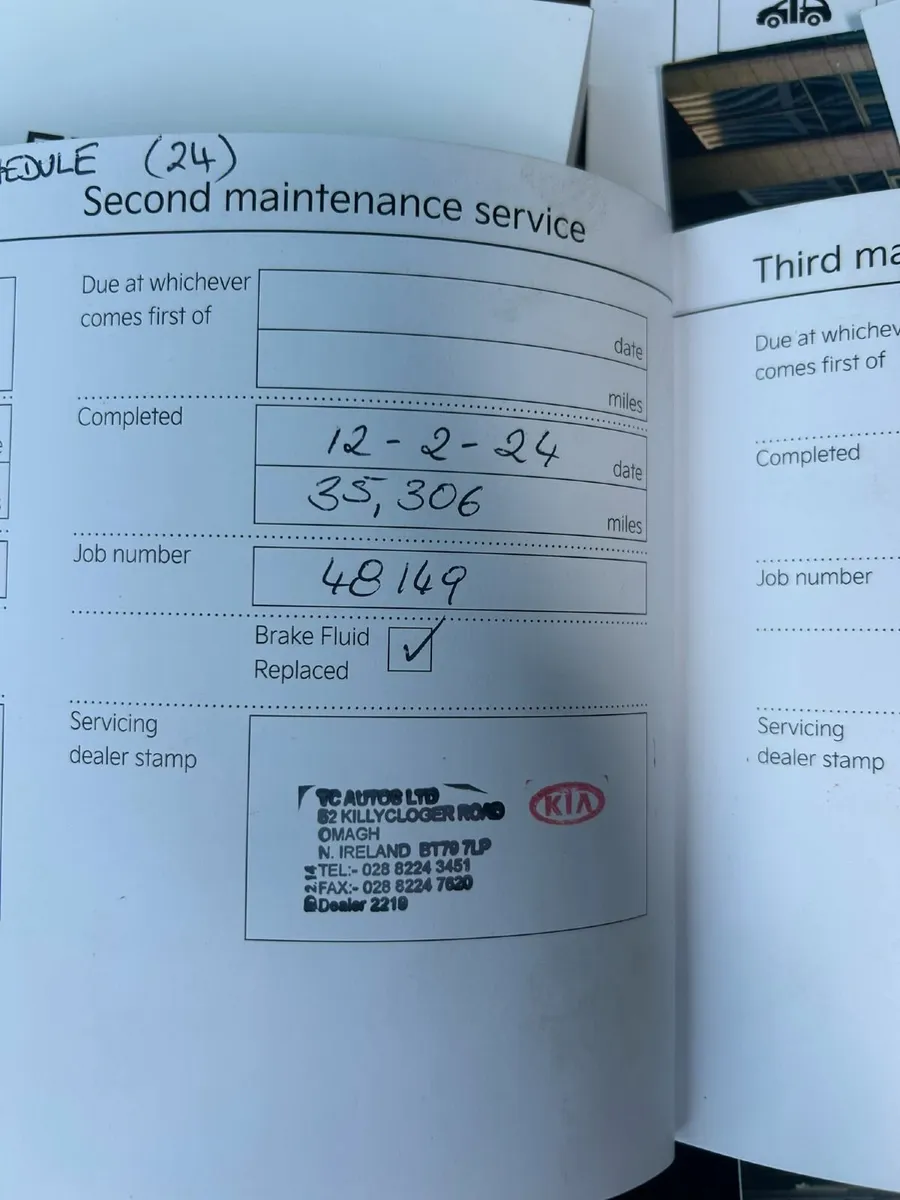 EDULE (24)
Second maintenance service
Due at whichever
comes first of
date
miles
Completed
12-2-24
date
35,306
miles
Job number
48149
Brake Fluid
Replaced
Servicing
dealer stamp
TC AUTOS LTD
52 KILLYCLOGER ROAD
OMAGH
N. IRELAND BT79 7LP
TEL:- 028 8224 3451
FAX:- 028 8224 7620
Dealer 2219
KIA
Third ma
Due at whichev
comes first of
Completed
Job number
Servicing
dealer stamp